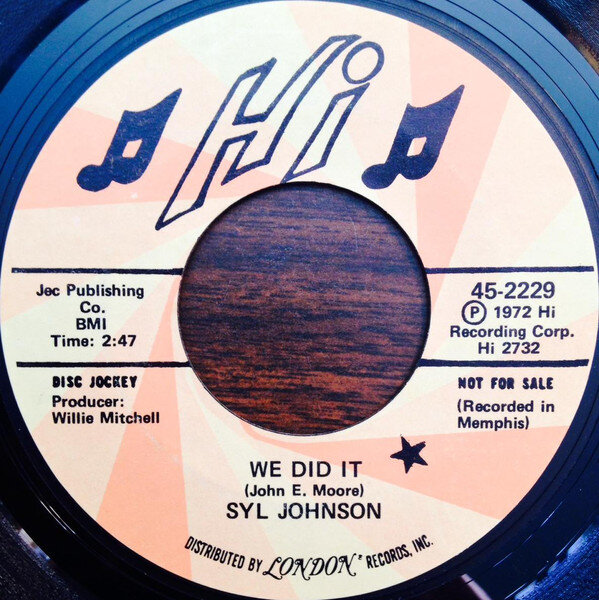 Hi
Jec Publishing
Co.
BMI
Time: 2:47
45-2229
Ⓟ 1972 Hi
Recording Corp.
Hi 2732
DISC JOCKEY
Producer:
Willie Mitchell
NOT FOR SALE
(Recorded in
Memphis)
WE DID IT
(John E. Moore)
SYL JOHNSON
DISTRIBUTED BY LONDON® RECORDS, INC.